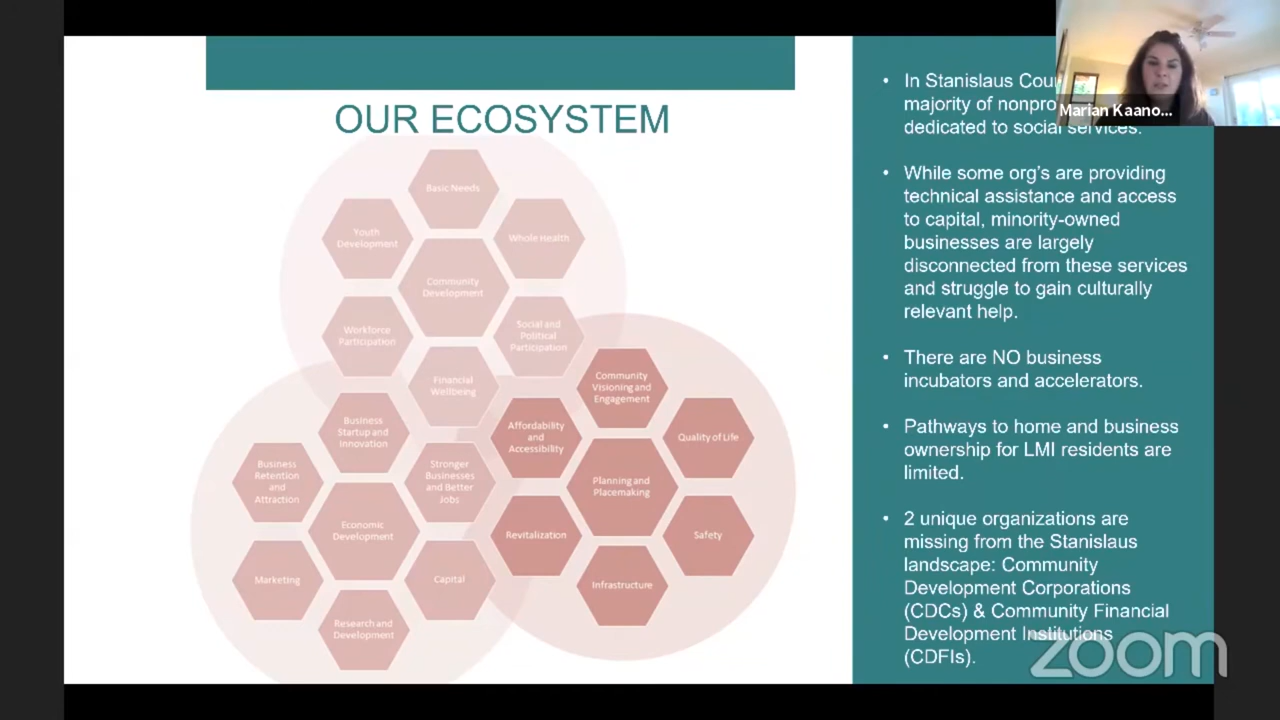 OUR ECOSYSTEM
Basic Needs
Youth
Development
Whole Health
Community
Development
Workforce
Participation
Social and
Political
Participation
Financial
Wellbeing
Business
Startup and
Innovation
Business
Retention
and
Attraction
Stronger
Businesses
and Better
Jobs
Economic
Development
Marketing
Capital
Research and
Development
Community
Visioning and
Engagement
Affordability
and
Accessibility
Quality of Life
Planning and
Placemaking
Revitalization
Safety
Infrastructure
• In Stanislaus
majority of
dedicated to social services.
• While some org's are providing
technical assistance and access
to capital, minority-owned
businesses are largely
disconnected from these services
and struggle to gain culturally
relevant help.
• There are NO business
incubators and accelerators.
• Pathways to home and business
ownership for LMI residents are
limited.
• 2 unique organizations are
missing from the Stanislaus
landscape: Community
Development Corporations
(CDCs) & Community Financial
Development Institutions
(CDFIs).
Marian Kaano...
zoom